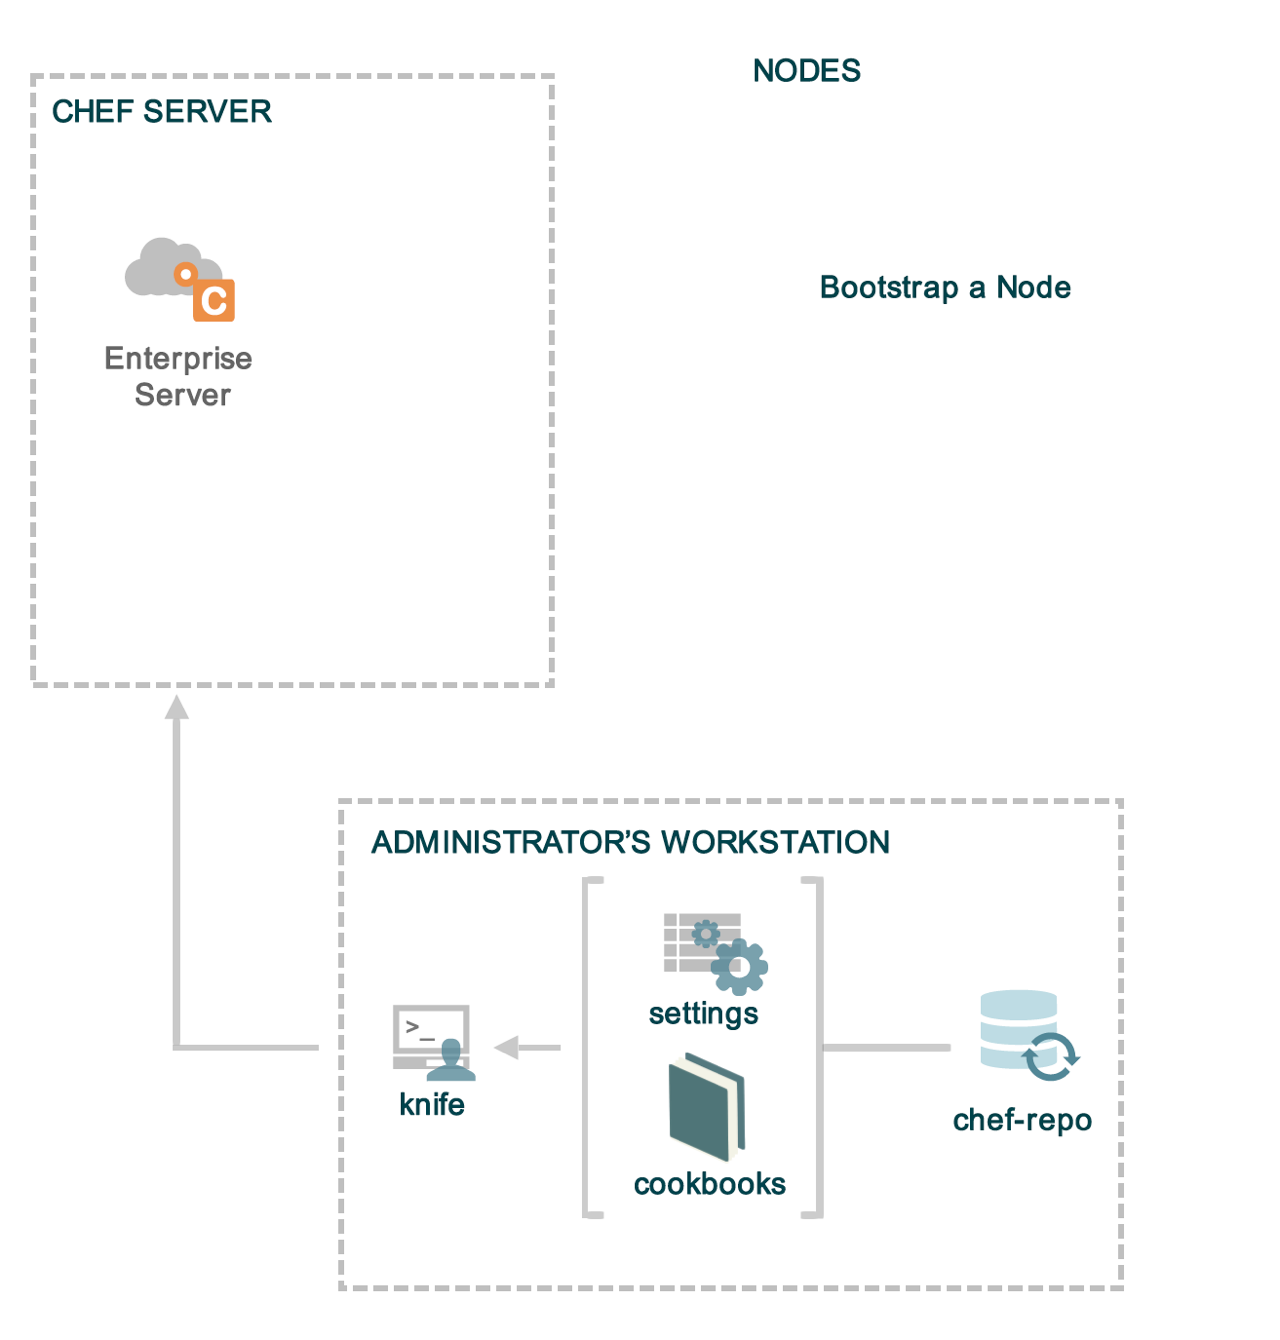 NODES
CHEF SERVER
Bootstrap a Node
C
Enterprise
Server
ADMINISTRATOR’S WORKSTATION
settings
>_
knife
cookbooks
chef-repo